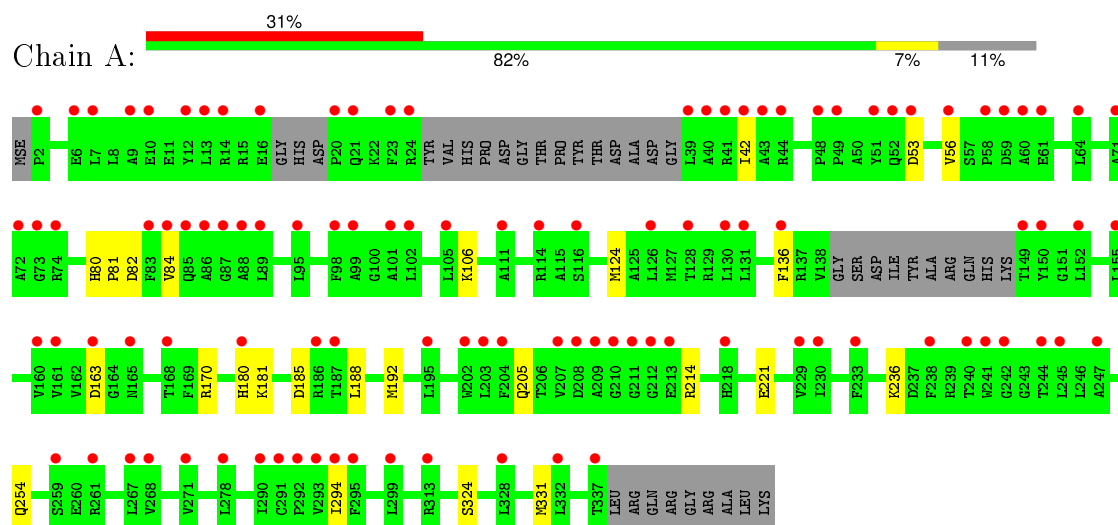 31%
Chain A:
82% 7% 11%
MSE P2 E6 L7 L8 A9 E10 E11 Y12 L13 R14 R15 E16 GLY HIS ASP P20 Q21 K22 F23 R24 TYR VAL HIS PRO ASP GLY THR PRO TYR THR ASP ALA ASP GLY L39 A40 R41 I42 A43 R44 P48 P49 A50 Y51 Q52 D53 V56 S57 P58 D59 A60 E61 L64 A71
A72 G73 R74 H80 P81 D82 F83 V84 Q85 A86 G87 A88 L89 L95 F98 A99 G100 A101 L102 L105 K106 A111 R114 A115 S116 M124 A125 L126 M127 T128 R129 L130 L131 F136 R137 V138 GLY SER ASP ILE TYR ALA ARG GLN HIS LYS T149 Y150 G151 L152 L155
V160 V161 V162 D163 G164 N165 T168 F169 R170 H180 K181 D185 R186 T187 L188 M192 L195 W202 L203 F204 Q205 T206 V207 D208 A209 G210 G211 G212 E213 R214 H218 E221 V229 I230 F233 K236 D237 F238 R239 T240 W241 G242 G243 T244 L245 L246 A247
Q254 S259 E260 R261 L267 V268 V271 L278 I290 C291 P292 V293 I294 F295 L299 R313 S324 L328 M331 L332 T337 LEU ARG GLN ARG GLY ARG ALA LEU LYS